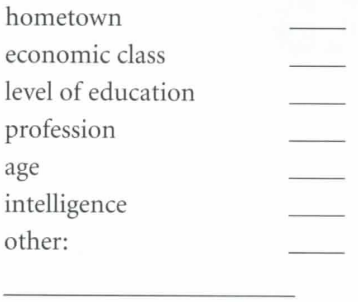 hometown
economic class
level of education
profession
age
intelligence
other: